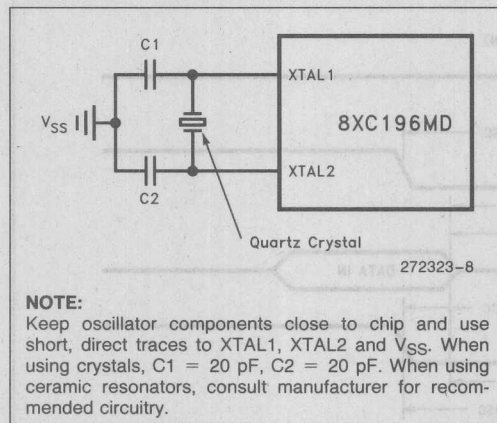 C1
XTAL1
8XC196MD
VSS
XTAL2
C2
Quartz Crystal
272323-8
NOTE:
Keep oscillator components close to chip and use
short, direct traces to XTAL1, XTAL2 and VSS. When
using crystals, C1 = 20 pF, C2 = 20 pF. When using
ceramic resonators, consult manufacturer for recom-
mended circuitry.